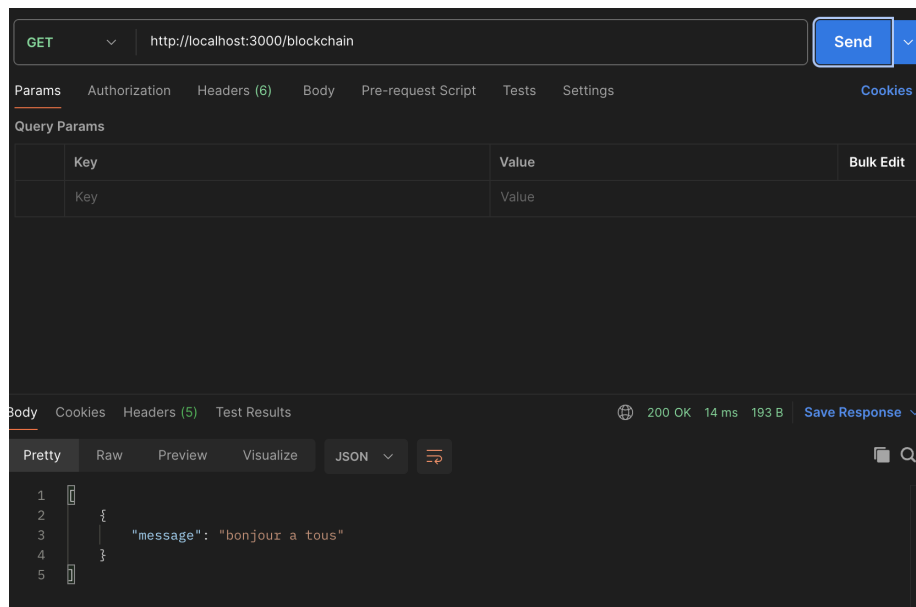 GET http://localhost:3000/blockchain Send
Params Authorization Headers (6) Body Pre-request Script Tests Settings Cookies
Query Params
Key Value Bulk Edit
Key Value
Body Cookies Headers (5) Test Results 200 OK 14 ms 193 B Save Response
Pretty Raw Preview Visualize JSON
1 [
2 {
3 "message": "bonjour a tous"
4 }
5 ]